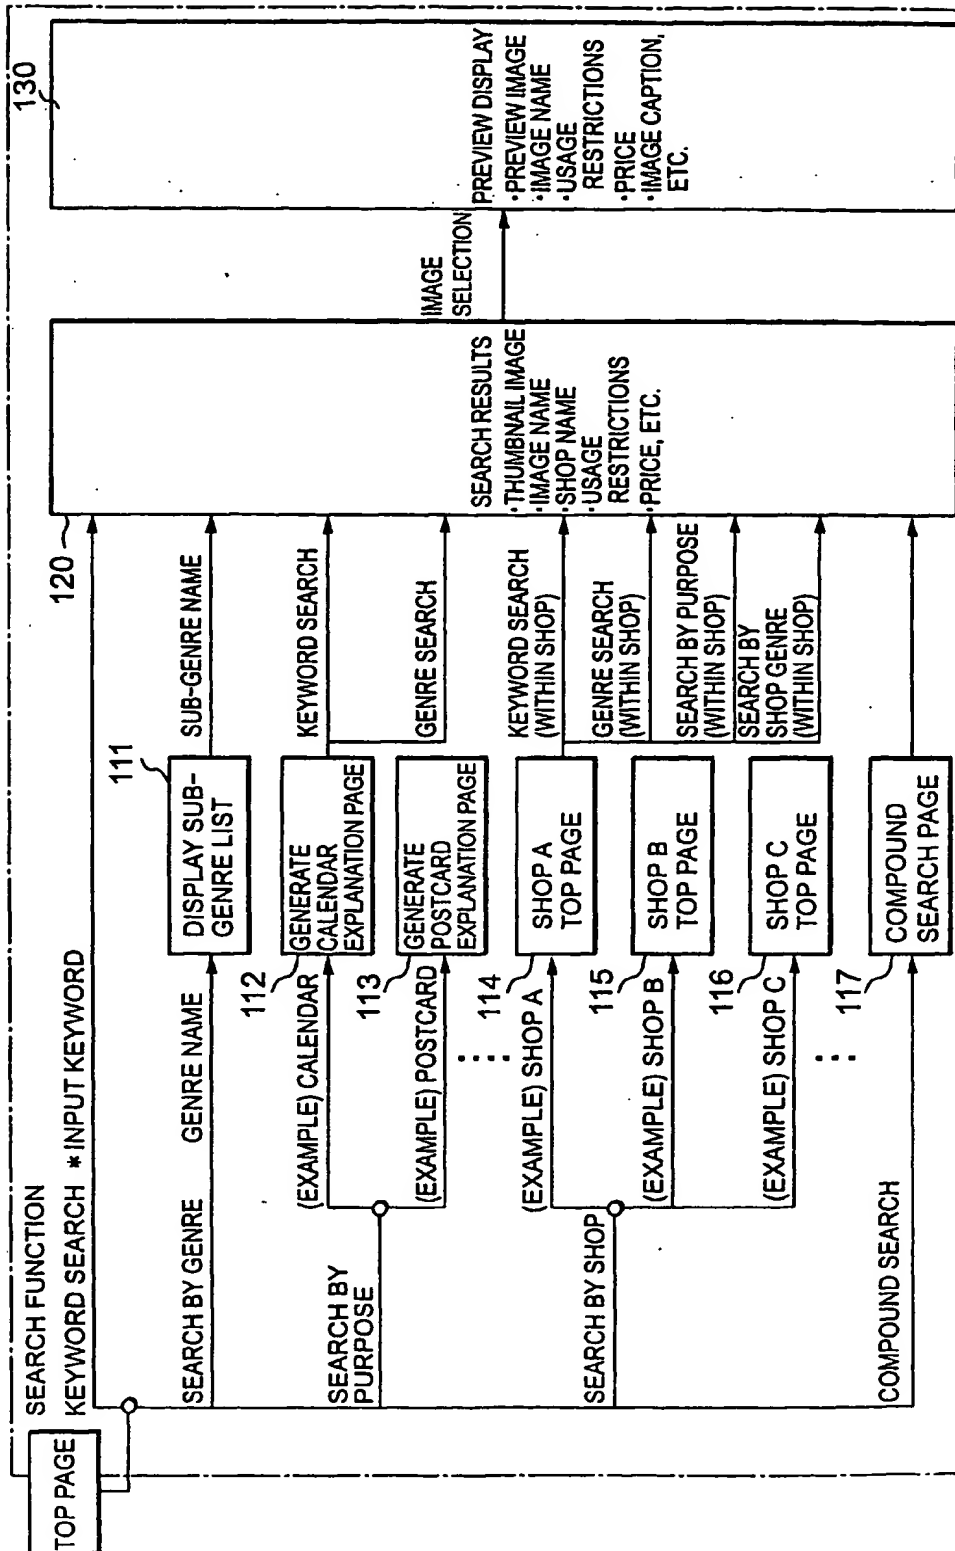 TOP PAGE
SEARCH FUNCTION
KEYWORD SEARCH * INPUT KEYWORD
SEARCH BY GENRE
GENRE NAME
111
DISPLAY SUB-
GENRE LIST
SUB-GENRE NAME
SEARCH BY
PURPOSE
(EXAMPLE) CALENDAR
112
GENERATE
CALENDAR
EXPLANATION PAGE
KEYWORD SEARCH
(EXAMPLE) POSTCARD
113
GENERATE
POSTCARD
EXPLANATION PAGE
GENRE SEARCH
SEARCH BY SHOP
(EXAMPLE) SHOP A
114
SHOP A
TOP PAGE
KEYWORD SEARCH
(WITHIN SHOP)
GENRE SEARCH
(WITHIN SHOP)
(EXAMPLE) SHOP B
115
SHOP B
TOP PAGE
SEARCH BY PURPOSE
(WITHIN SHOP)
SEARCH BY
SHOP GENRE
(WITHIN SHOP)
(EXAMPLE) SHOP C
116
SHOP C
TOP PAGE
COMPOUND SEARCH
117
COMPOUND
SEARCH PAGE
120
SEARCH RESULTS
·THUMBNAIL IMAGE
·IMAGE NAME
·SHOP NAME
·USAGE
RESTRICTIONS
·PRICE, ETC.
IMAGE
SELECTION
130
PREVIEW DISPLAY
·PREVIEW IMAGE
·IMAGE NAME
·USAGE
RESTRICTIONS
·PRICE
·IMAGE CAPTION,
ETC.